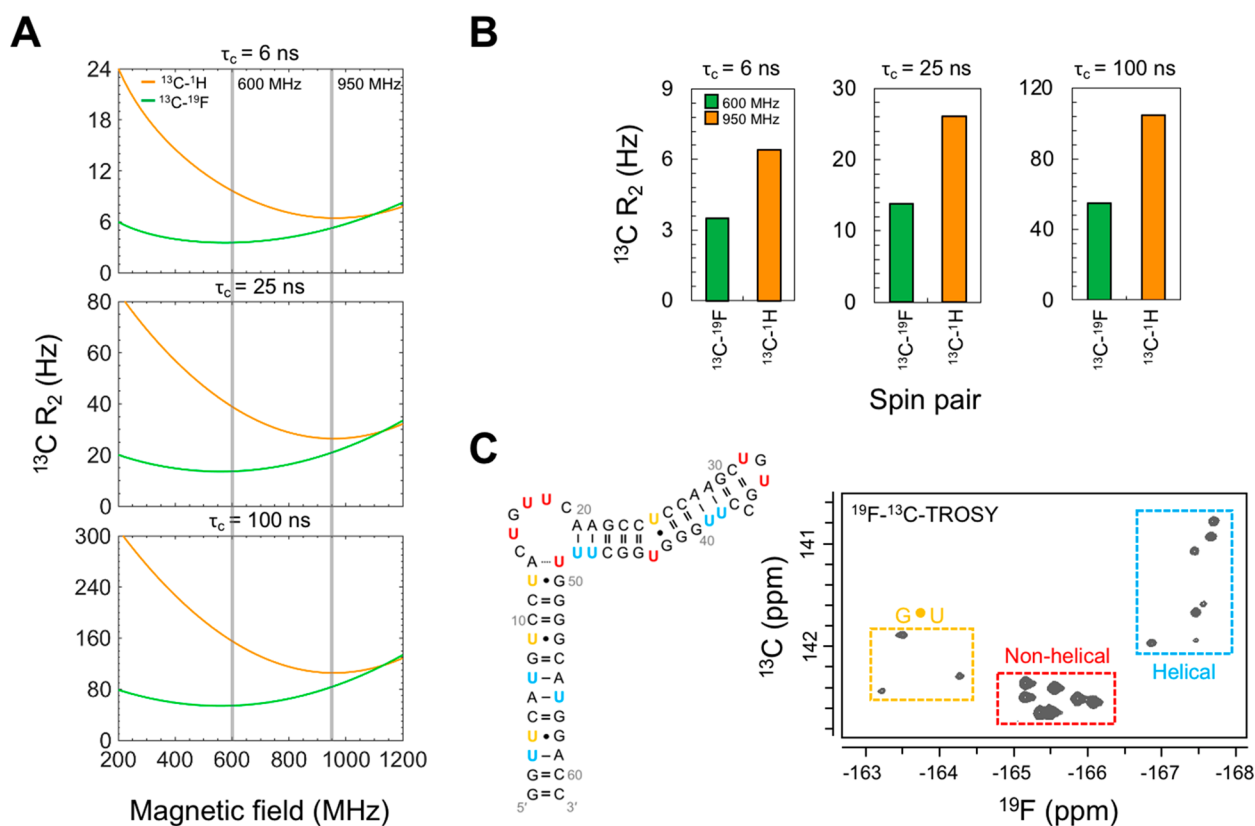 A
τc = 6 ns
13C-1H
13C-19F
600 MHz
950 MHz
24
18
12
6
0
τc = 25 ns
80
60
40
20
0
τc = 100 ns
300
240
160
80
0
200 400 600 800 1000 1200
13C R2 (Hz)
Magnetic field (MHz)
B
τc = 6 ns
600 MHz
950 MHz
9
6
3
0
13C-19F
13C-1H
τc = 25 ns
30
20
10
0
13C-19F
13C-1H
τc = 100 ns
120
80
40
0
13C-19F
13C-1H
13C R2 (Hz)
Spin pair
C
30
20
40
50
10
60
5′
3′
19F-13C-TROSY
G • U
Non-helical
Helical
141
142
13C (ppm)
-163 -164 -165 -166 -167 -168
19F (ppm)